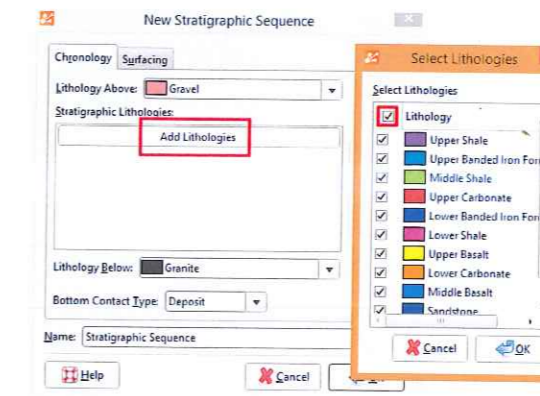 New Stratigraphic Sequence
Chronology Surfacing
Lithology Above: Gravel
Stratigraphic Lithologies:
Add Lithologies
Lithology Below: Granite
Bottom Contact Type: Deposit
Name: Stratigraphic Sequence
Help
Cancel
Select Lithologies
Select Lithologies
Lithology
Upper Shale
Upper Banded Iron For
Middle Shale
Upper Carbonate
Lower Banded Iron For
Lower Shale
Upper Basalt
Lower Carbonate
Middle Basalt
Sandstone
Cancel
OK